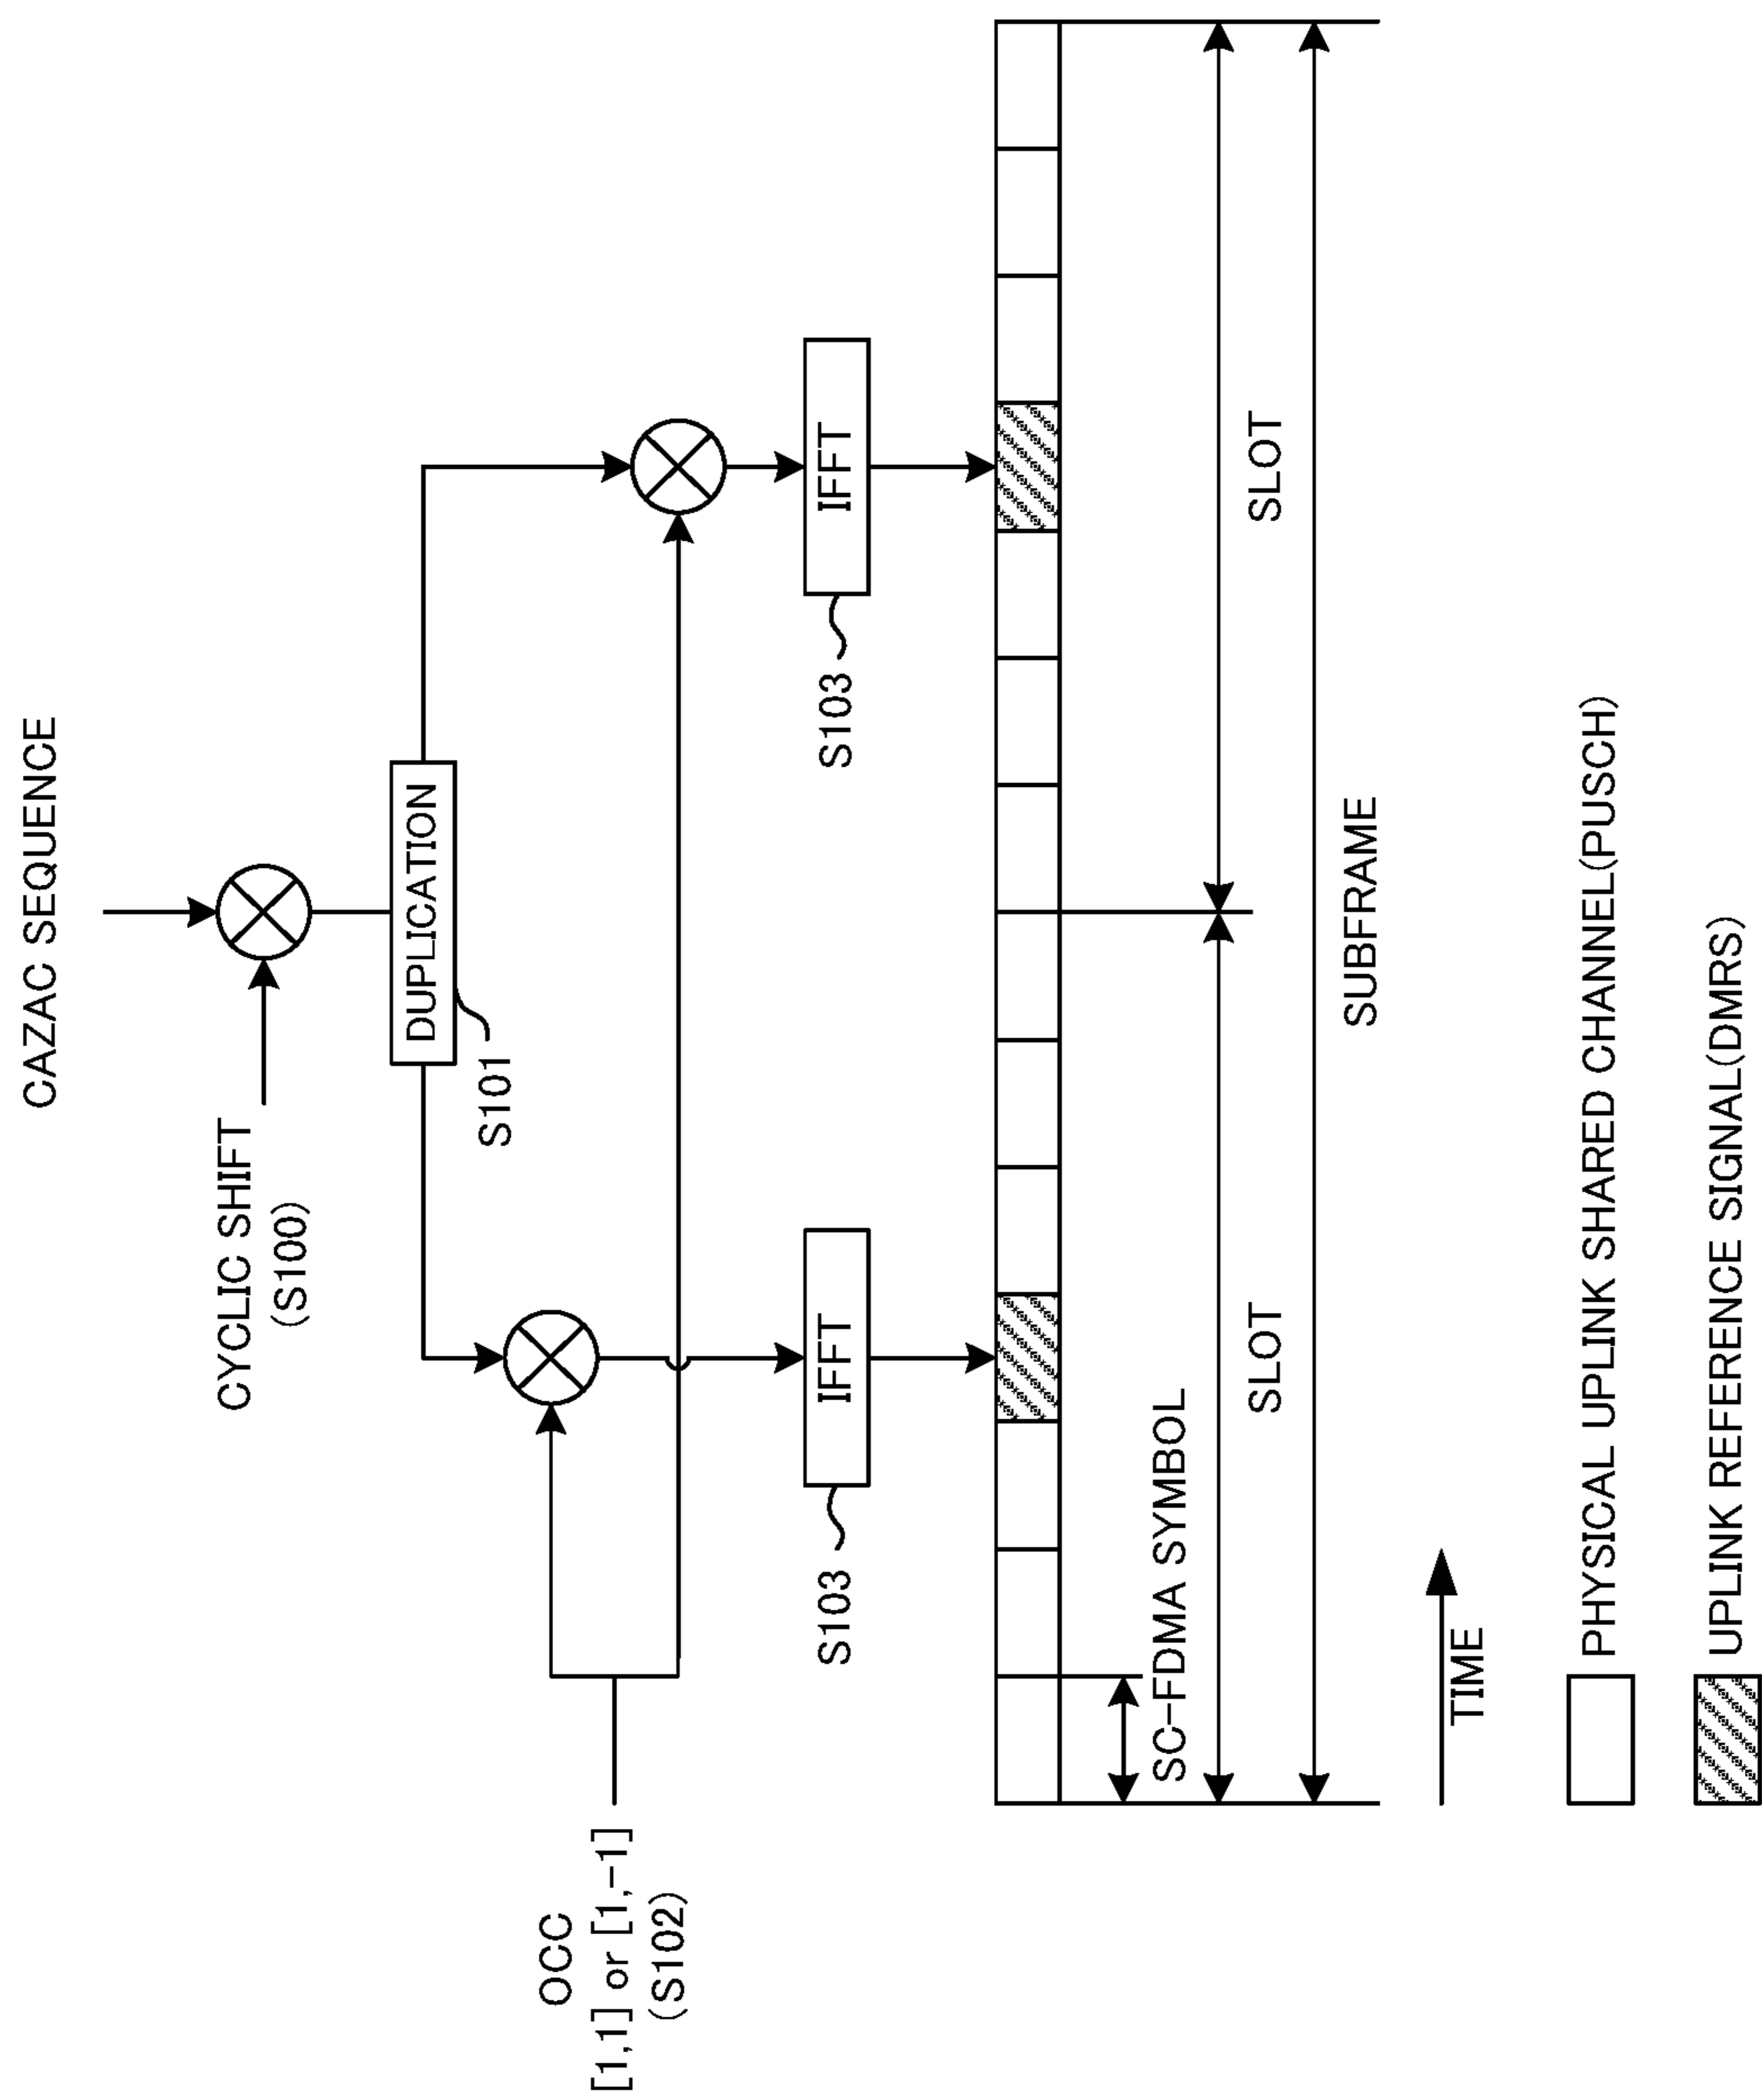 CAZAC SEQUENCE
CYCLIC SHIFT
(S100)
DUPLICATION
S101
OCC
[1,1] or [1,-1]
(S102)
S103
IFFT
S103
IFFT
SC-FDMA SYMBOL
SLOT
SLOT
SUBFRAME
TIME
PHYSICAL UPLINK SHARED CHANNEL(PUSCH)
UPLINK REFERENCE SIGNAL(DMRS)